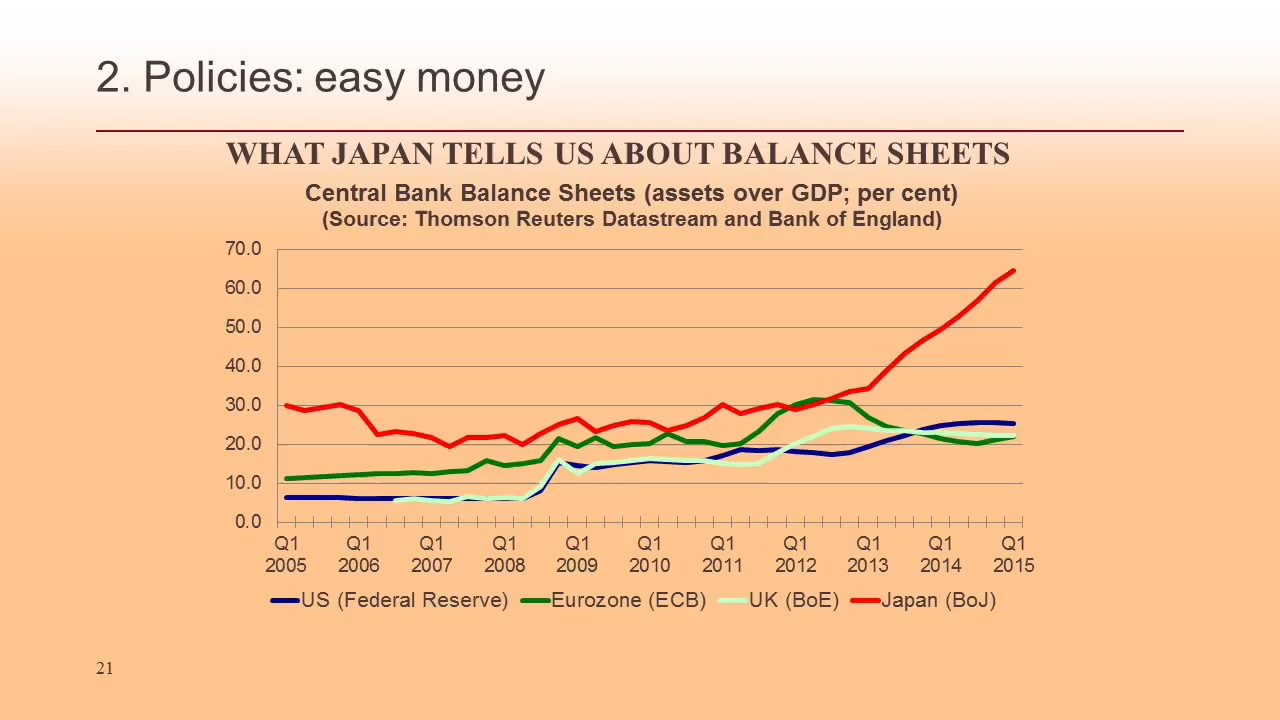 2. Policies: easy money
WHAT JAPAN TELLS US ABOUT BALANCE SHEETS
Central Bank Balance Sheets (assets over GDP; per cent)
(Source: Thomson Reuters Datastream and Bank of England)
70.0
60.0
50.0
40.0
30.0
20.0
10.0
0.0
Q1 Q1 Q1 Q1 Q1 Q1 Q1 Q1 Q1 Q1 Q1
2005 2006 2007 2008 2009 2010 2011 2012 2013 2014 2015
US (Federal Reserve) Eurozone (ECB) UK (BoE) Japan (BoJ)
21